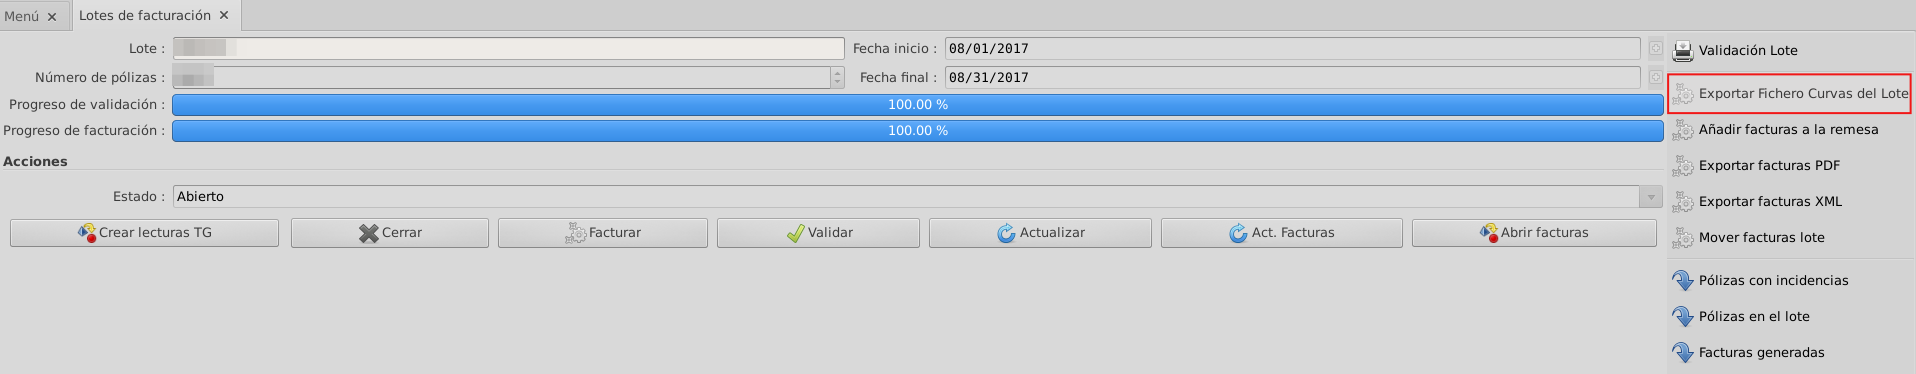 Menú
Lotes de facturación
Lote :
Fecha inicio : 08/01/2017
Número de pólizas :
Fecha final : 08/31/2017
Progreso de validación : 100.00 %
Progreso de facturación : 100.00 %
Acciones
Estado : Abierto
Crear lecturas TG
Cerrar
Facturar
Validar
Actualizar
Act. Facturas
Abrir facturas
Validación Lote
Exportar Fichero Curvas del Lote
Añadir facturas a la remesa
Exportar facturas PDF
Exportar facturas XML
Mover facturas lote
Pólizas con incidencias
Pólizas en el lote
Facturas generadas